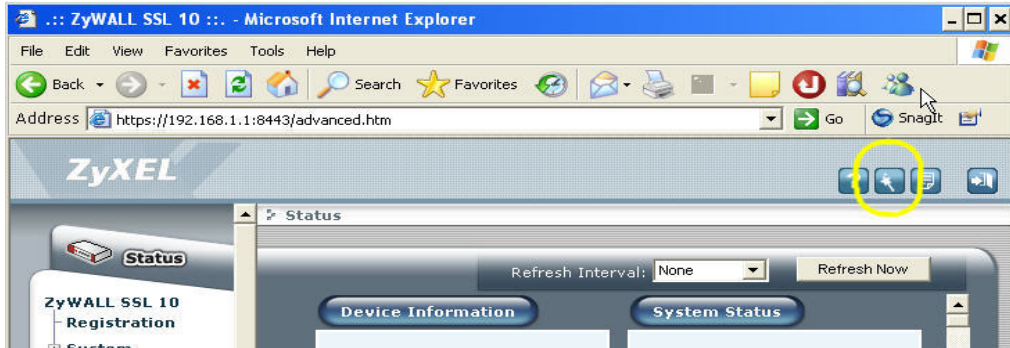 .:: ZyWALL SSL 10 ::. - Microsoft Internet Explorer
File Edit View Favorites Tools Help
Back Search Favorites
Address https://192.168.1.1:8443/advanced.htm Go SnagIt
ZyXEL
?
Status
Status
Refresh Interval: None Refresh Now
ZyWALL SSL 10
Device Information System Status
Registration
System